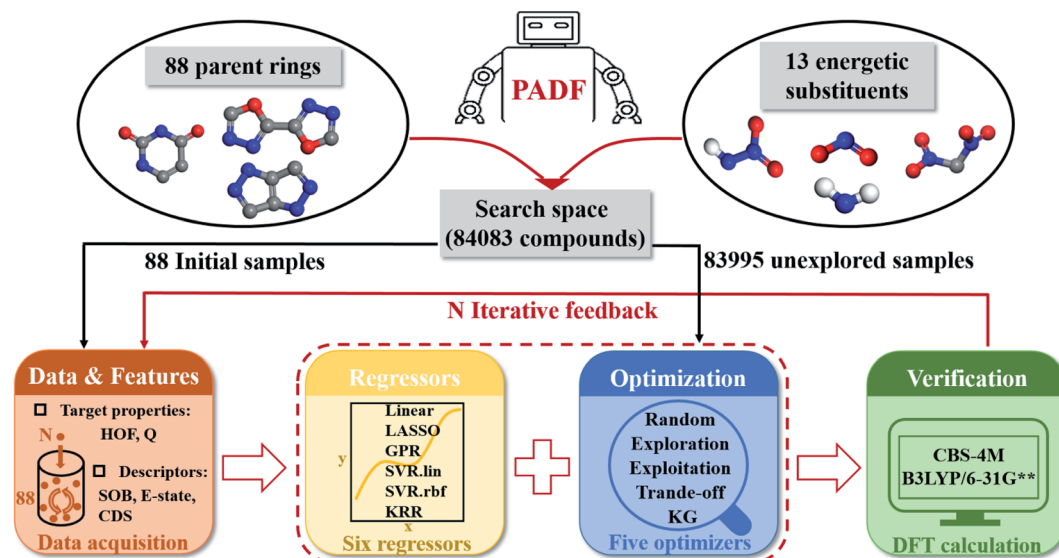 88 parent rings
PADF
13 energetic
substituents
Search space
(84083 compounds)
88 Initial samples
83995 unexplored samples
N Iterative feedback
Data & Features
Target properties:
HOF, Q
N
Descriptors:
SOB, E-state,
CDS
88
Data acquisition
Regressors
Linear
LASSO
GPR
SVR.lin
SVR.rbf
KRR
y
x
Six regressors
Optimization
Random
Exploration
Exploitation
Trande-off
KG
Five optimizers
Verification
CBS-4M
B3LYP/6-31G**
DFT calculation